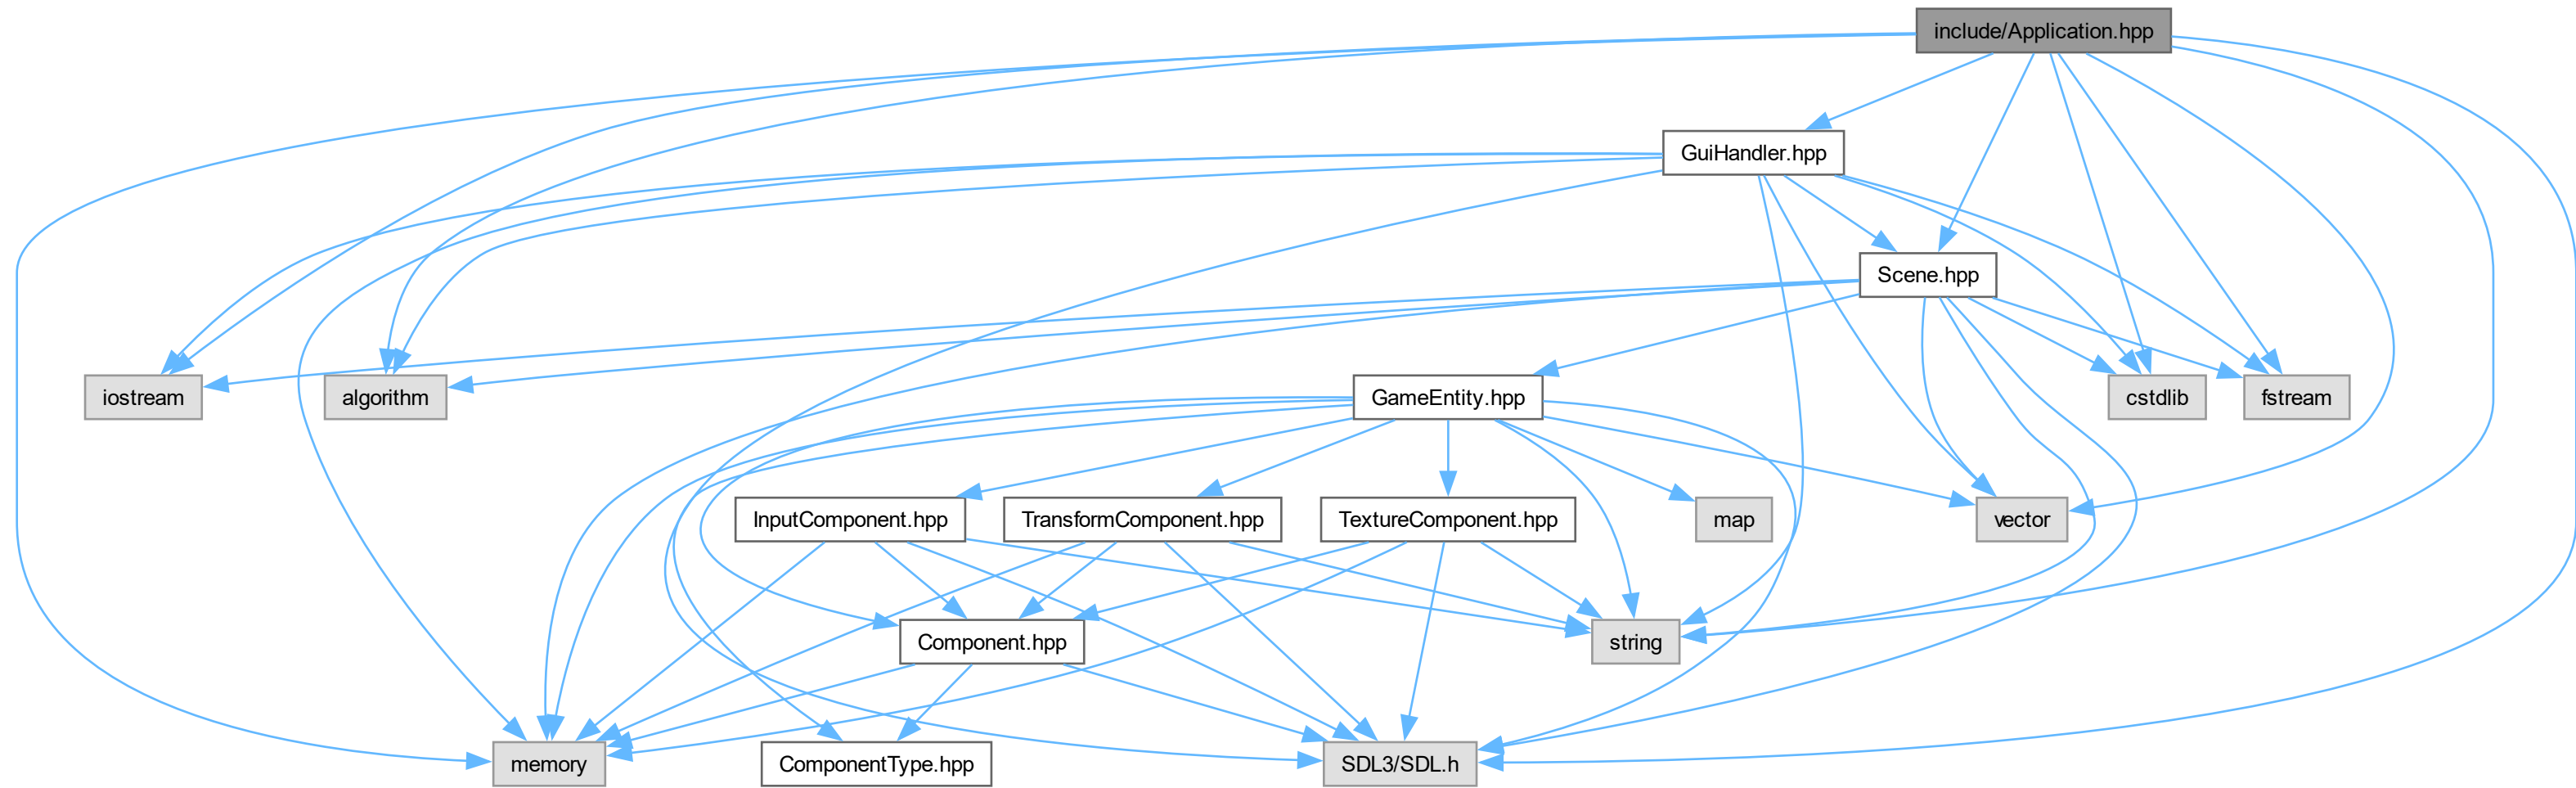 include/Application.hpp
GuiHandler.hpp
Scene.hpp
iostream
algorithm
GameEntity.hpp
cstdlib
fstream
InputComponent.hpp
TransformComponent.hpp
TextureComponent.hpp
map
vector
Component.hpp
string
memory
ComponentType.hpp
SDL3/SDL.h